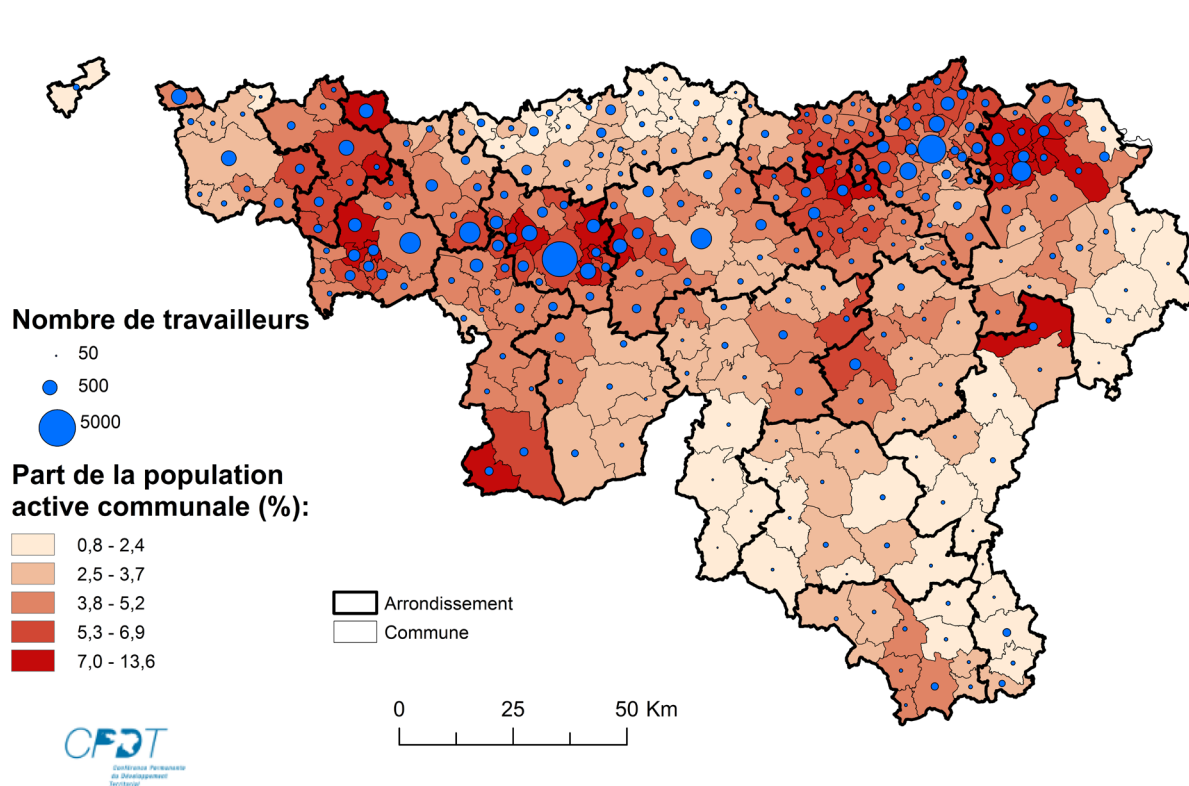 Nombre de travailleurs
50
500
5000
Part de la population
active communale (%):
0,8 - 2,4
2,5 - 3,7
3,8 - 5,2
5,3 - 6,9
7,0 - 13,6
Arrondissement
Commune
0 25 50 Km
CPDT
Conférence Permanente
du Développement
Territorial